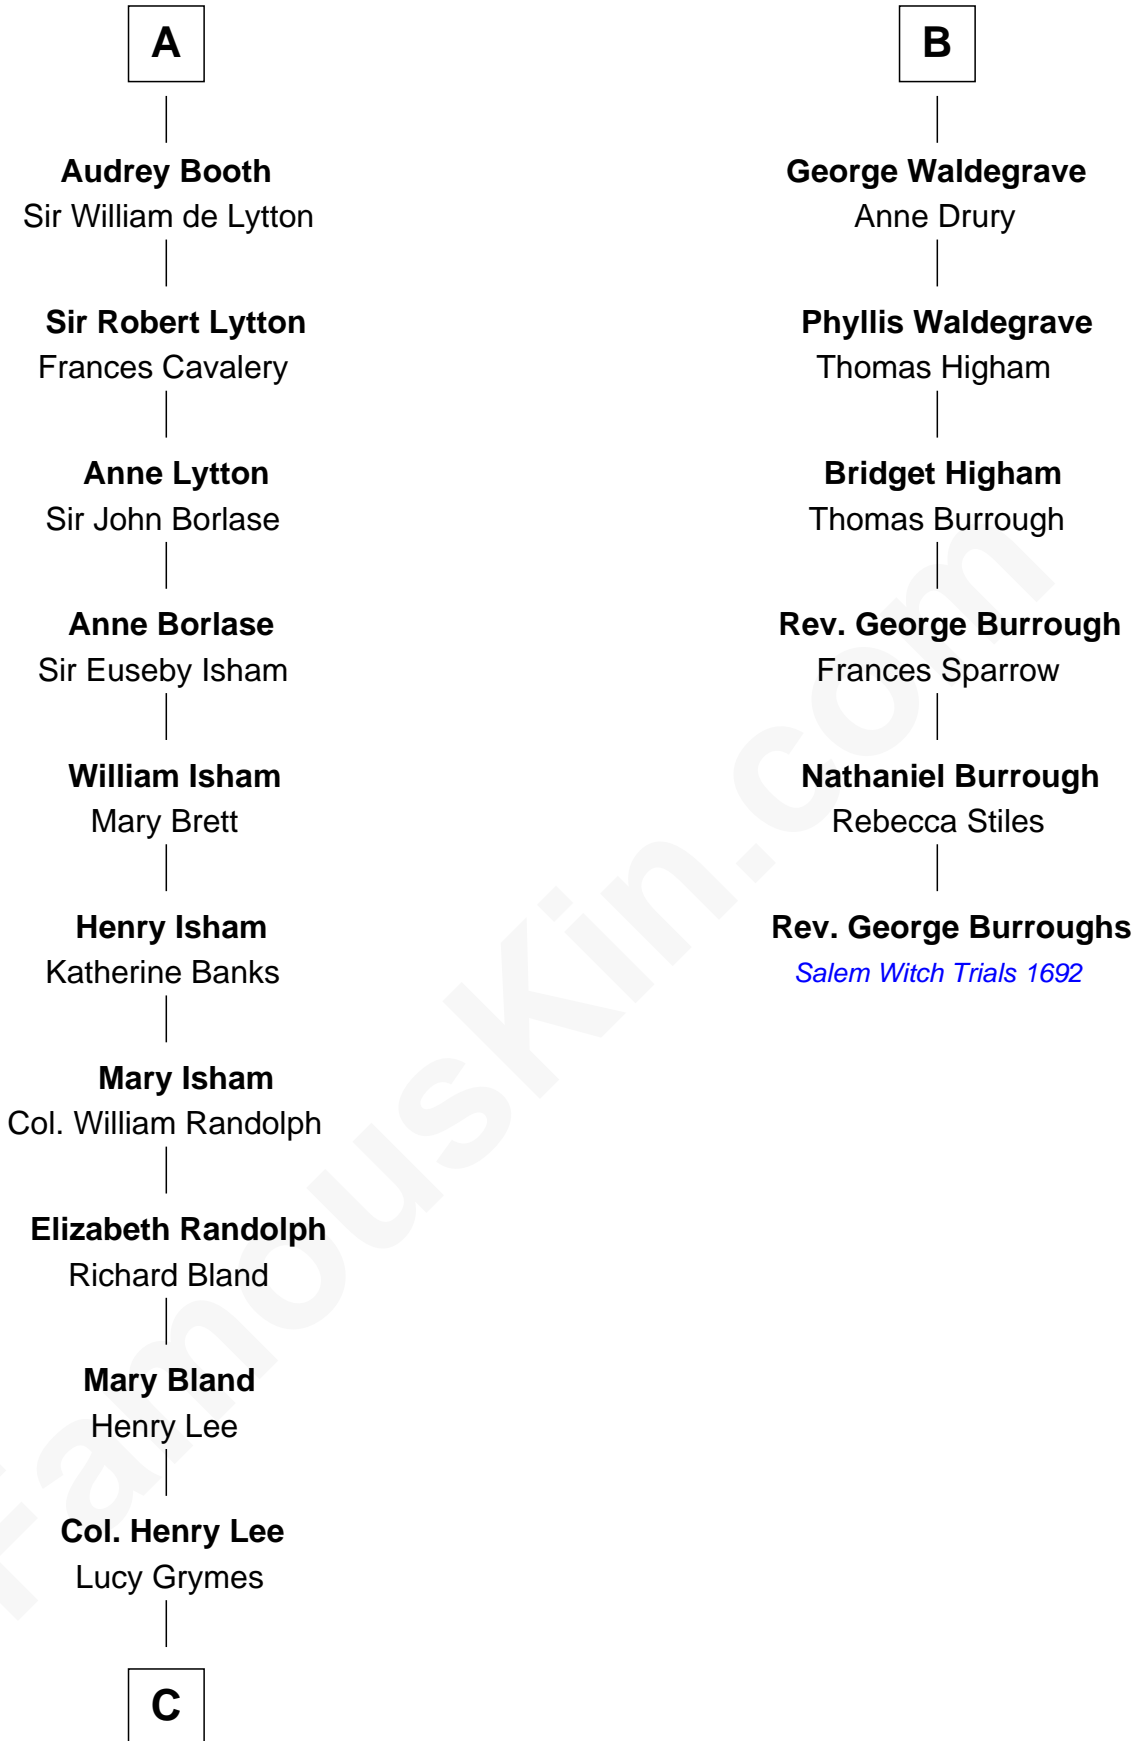 A
Audrey Booth
Sir William de Lytton
Sir Robert Lytton
Frances Cavalery
Anne Lytton
Sir John Borlase
Anne Borlase
Sir Euseby Isham
William Isham
Mary Brett
Henry Isham
Katherine Banks
Mary Isham
Col. William Randolph
Elizabeth Randolph
Richard Bland
Mary Bland
Henry Lee
Col. Henry Lee
Lucy Grymes
C
B
George Waldegrave
Anne Drury
Phyllis Waldegrave
Thomas Higham
Bridget Higham
Thomas Burrough
Rev. George Burrough
Frances Sparrow
Nathaniel Burrough
Rebecca Stiles
Rev. George Burroughs
Salem Witch Trials 1692
FamousKin.com